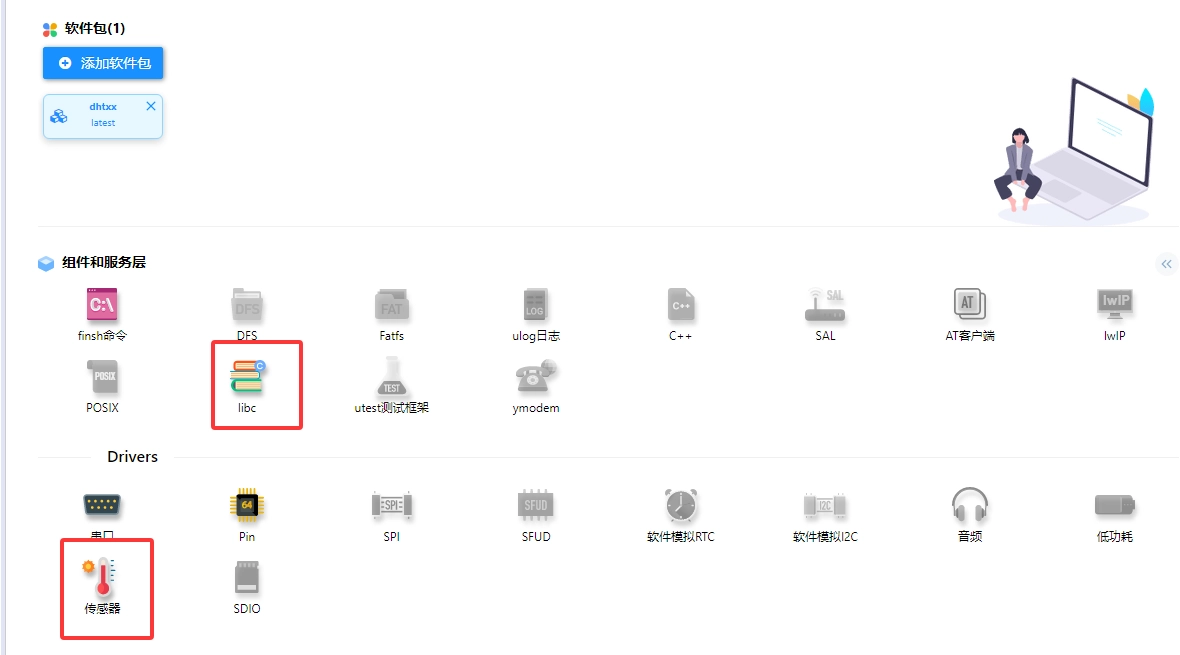 软件包(1)
添加软件包
dhtxx
latest
组件和服务层
C:\
DFS
FAT
LOG
C++
SAL
AT
lwIP
finsh命令
DFS
Fatfs
ulog日志
C++
SAL
AT客户端
lwIP
POSIX
C
TEST
POSIX
libc
utest测试框架
ymodem
Drivers
64
SPI
SFUD
I2C
串口
Pin
SPI
SFUD
软件模拟RTC
软件模拟I2C
音频
低功耗
传感器
SDIO